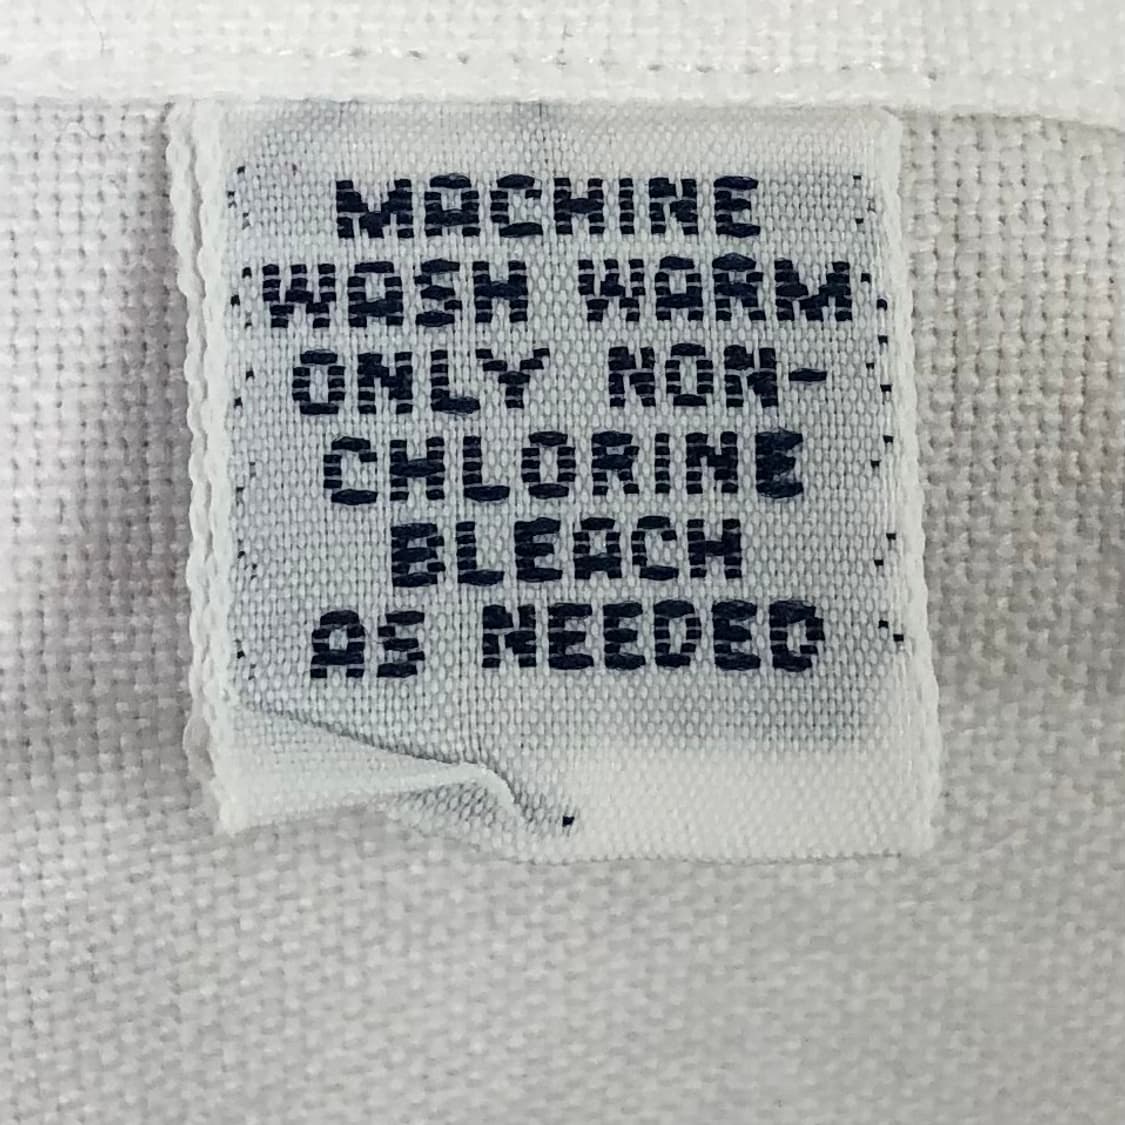 MACHINE
WASH WARM
ONLY NON-
CHLORINE
BLEACH
AS NEEDED